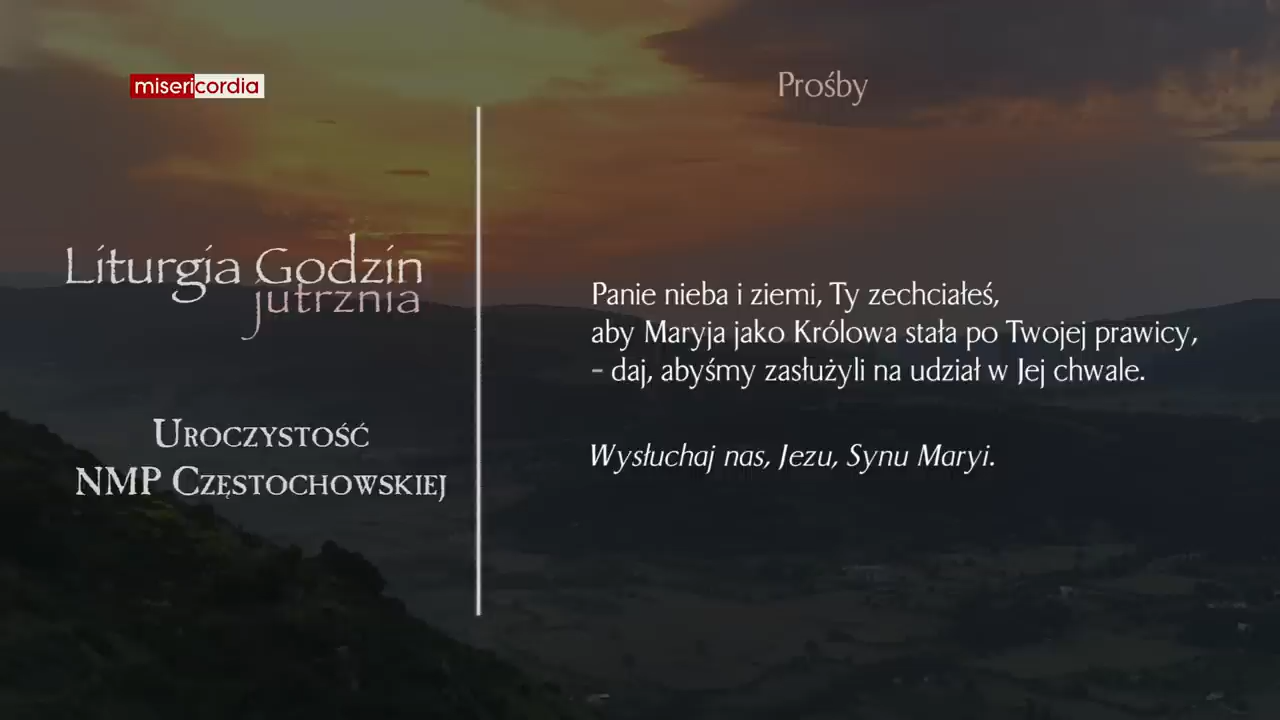 misericordia
Prośby
Liturgia Godzin
jutrznia
Uroczystość
NMP Częstochowskiej
Panie nieba i ziemi, Ty zechciałeś,
aby Maryja jako Królowa stała po Twojej prawicy,
- daj, abyśmy zasłużyli na udział w Jej chwale.
Wysłuchaj nas, Jezu, Synu Maryi.